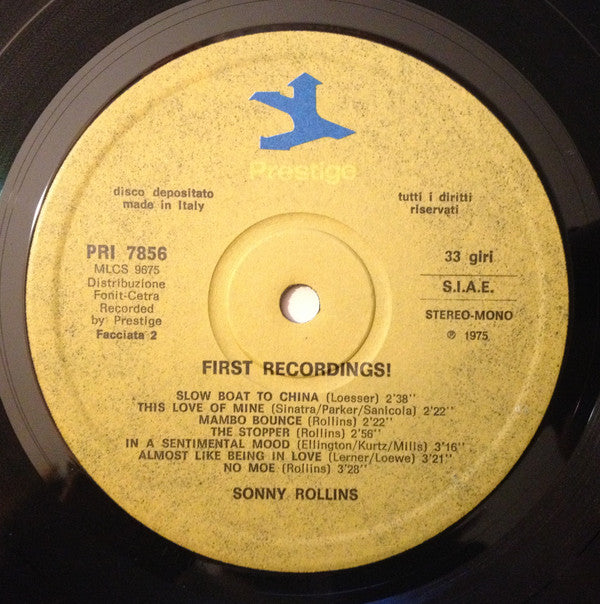 Prestige
disco depositato
made in Italy
tutti i diritti
riservati
PRI 7856
MLCS 9675
Distribuzione
Fonit-Cetra
Recorded
by Prestige
Facciata 2
33 giri
S.I.A.E.
STEREO-MONO
℗ 1975
FIRST RECORDINGS!
SLOW BOAT TO CHINA (Loesser) 2'38''
THIS LOVE OF MINE (Sinatra/Parker/Sanicola) 2'22''
MAMBO BOUNCE (Rollins) 2'22''
THE STOPPER (Rollins) 2'56''
IN A SENTIMENTAL MOOD (Ellington/Kurtz/Mills) 3'16''
ALMOST LIKE BEING IN LOVE (Lerner/Loewe) 3'21''
NO MOE (Rollins) 3'28''
SONNY ROLLINS